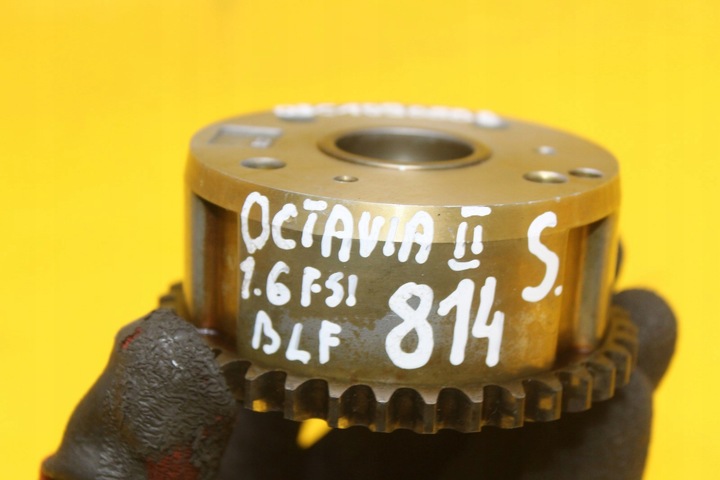 OCTAVIA II S.
1.6 FSI 814
BLF